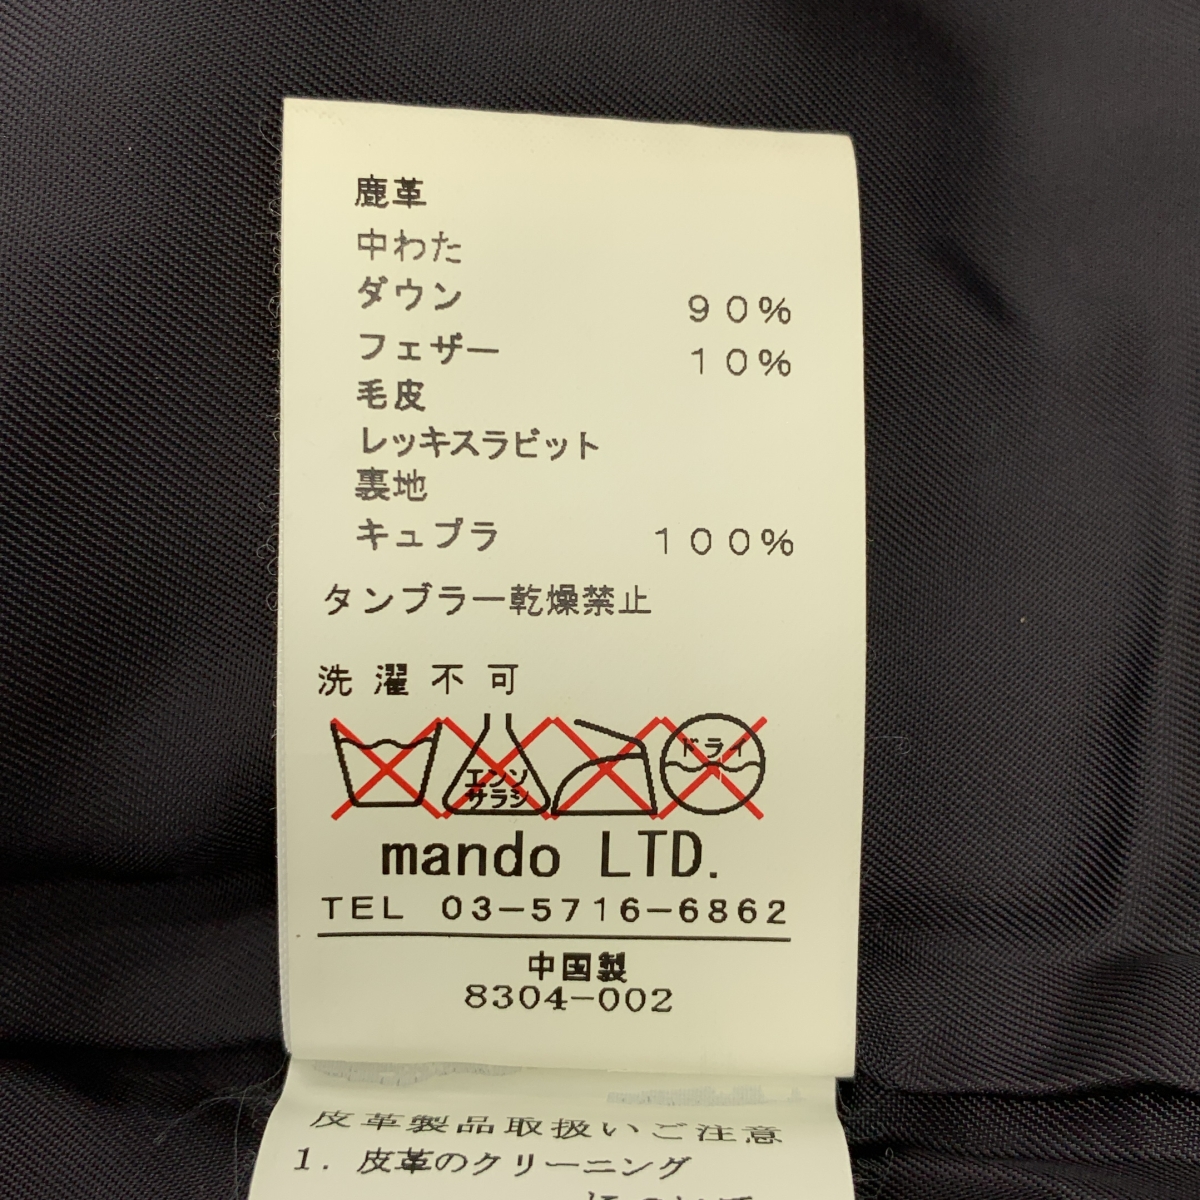 鹿革
中わた
ダウン 90%
フェザー 10%
毛皮
レッキスラビット
裏地
キュプラ 100%
タンブラー乾燥禁止
洗濯不可
エンソ
サラシ
ドライ
mando LTD.
TEL 03-5716-6862
中国製
8304-002
皮革製品取扱いご注意
1. 皮革のクリーニング